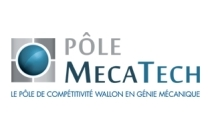 PÔLE
MECATECH
LE PÔLE DE COMPÉTITIVITÉ WALLON EN GÉNIE MÉCANIQUE